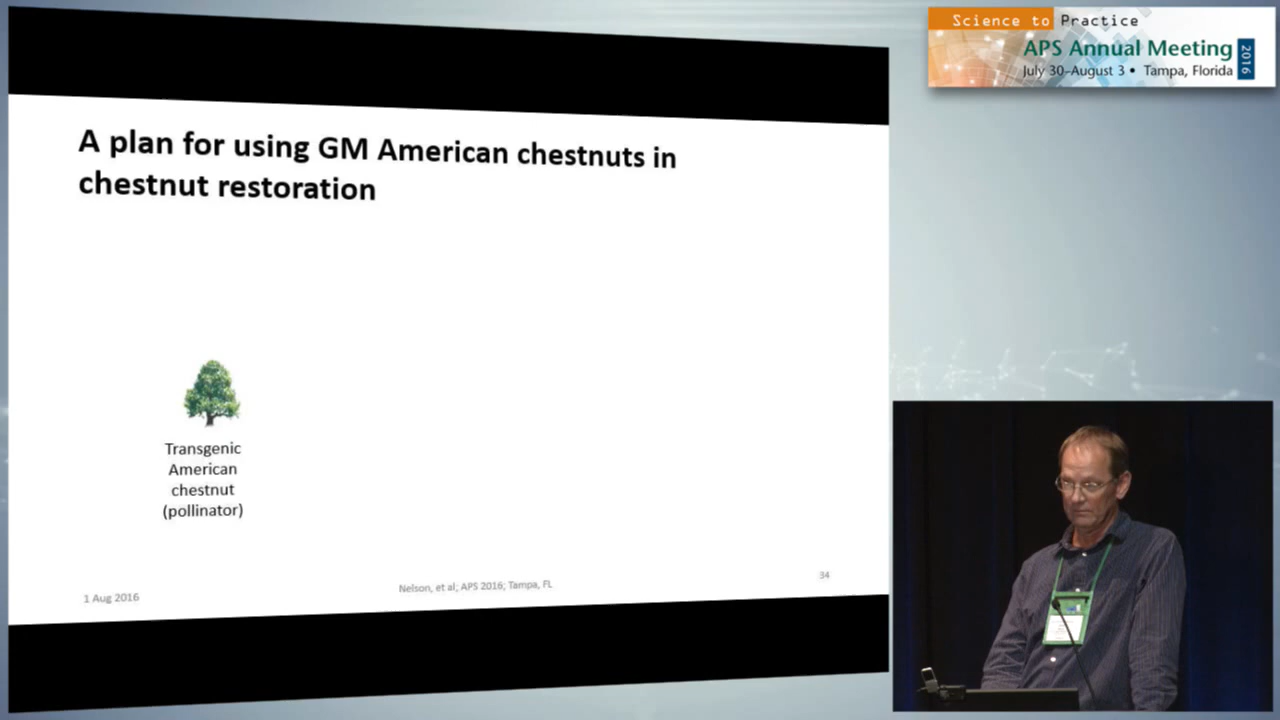 Science to Practice
APS Annual Meeting
2016
July 30–August 3 • Tampa, Florida
A plan for using GM American chestnuts in
chestnut restoration
Transgenic
American
chestnut
(pollinator)
1 Aug 2016
Nelson, et al; APS 2016; Tampa, FL
34